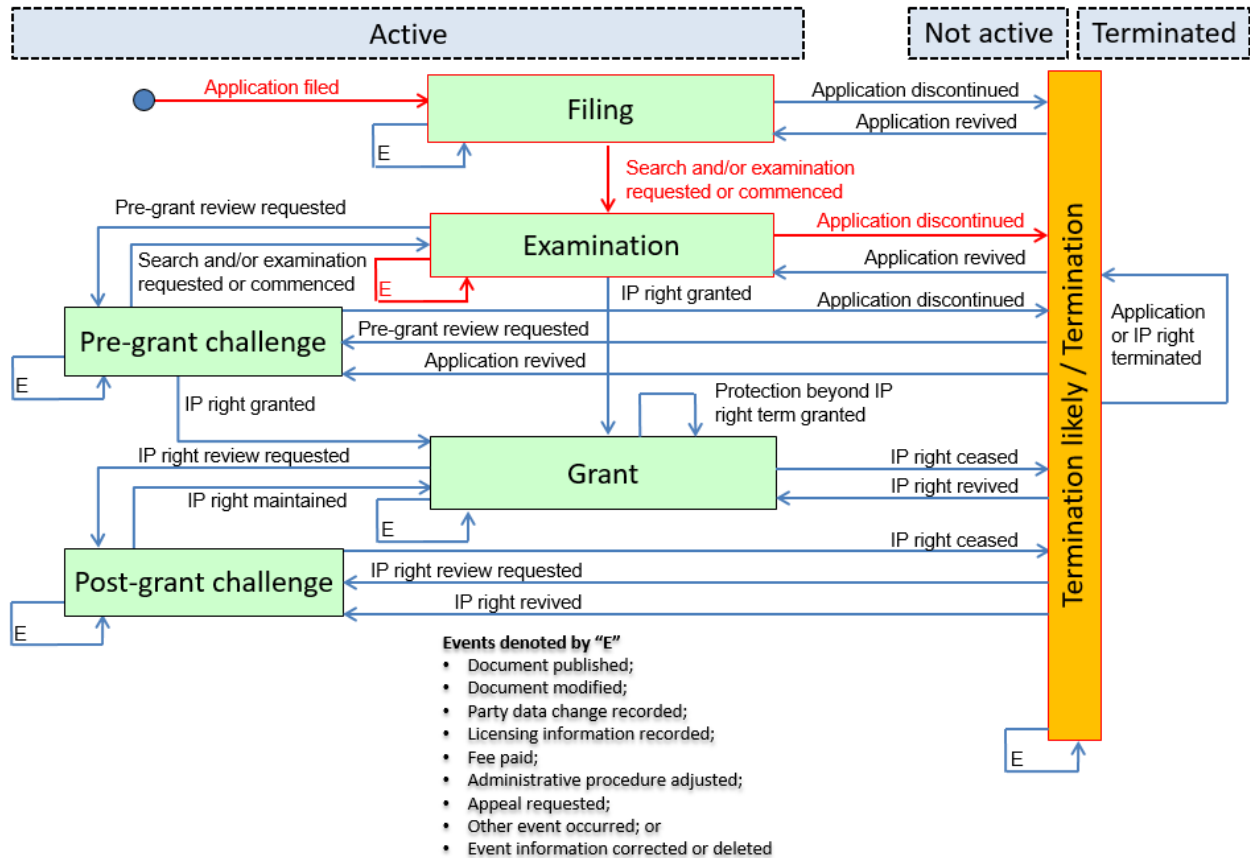 Active
Not active
Terminated
Application filed
Filing
Application discontinued
Application revived
E
Search and/or examination
requested or commenced
Pre-grant review requested
Examination
Application discontinued
Search and/or examination
requested or commenced
E
Application revived
IP right granted
Application discontinued
Pre-grant challenge
Pre-grant review requested
Application
or IP right
terminated
E
Application revived
IP right granted
Protection beyond IP
right term granted
IP right review requested
Grant
IP right ceased
IP right maintained
E
IP right revived
IP right ceased
Post-grant challenge
IP right review requested
IP right revived
E
Termination likely / Termination
E
Events denoted by “E”
• Document published;
• Document modified;
• Party data change recorded;
• Licensing information recorded;
• Fee paid;
• Administrative procedure adjusted;
• Appeal requested;
• Other event occurred; or
• Event information corrected or deleted